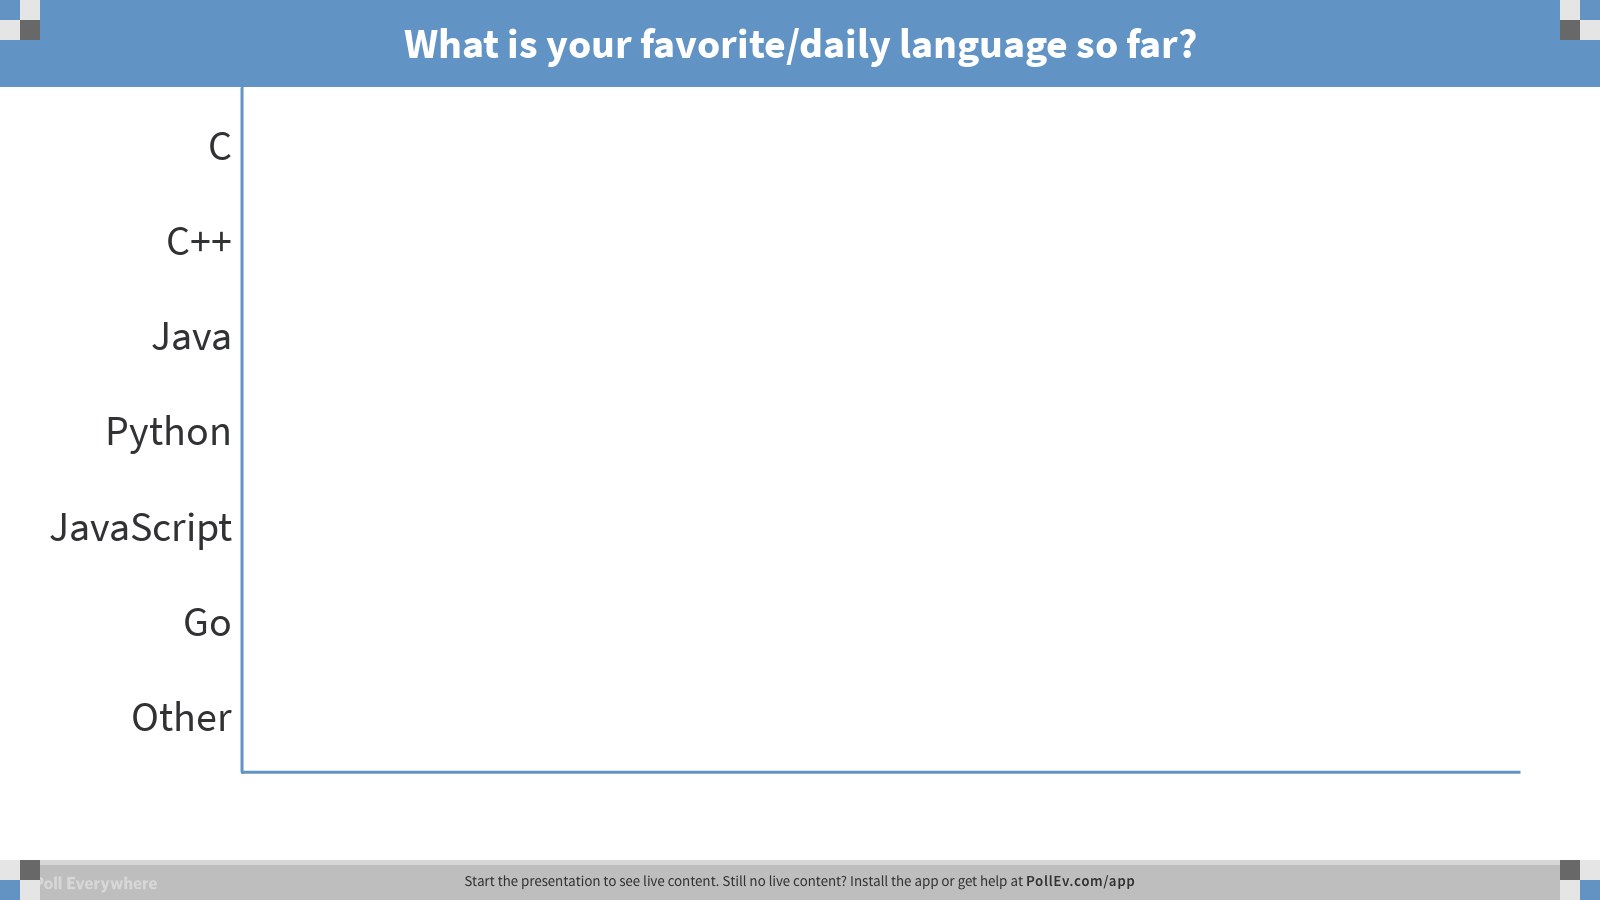 What is your favorite/daily language so far?
C
C++
Java
Python
JavaScript
Go
Other
Poll Everywhere
Start the presentation to see live content. Still no live content? Install the app or get help at PollEv.com/app